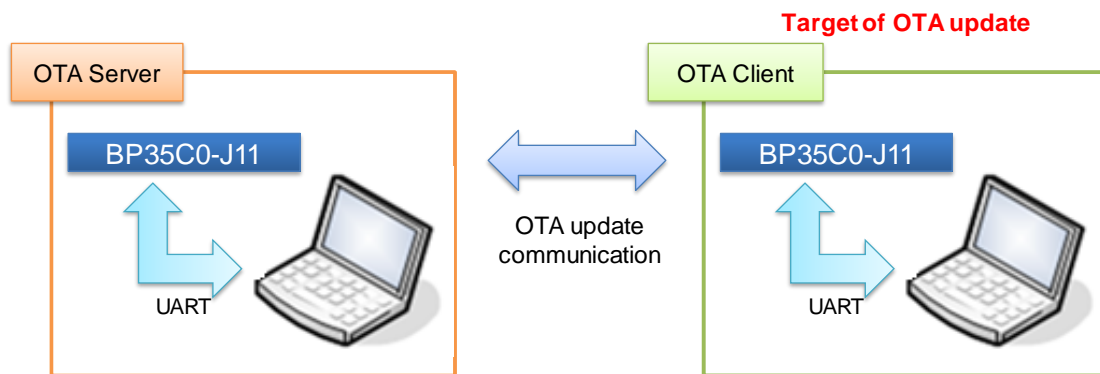 Target of OTA update
OTA Server
OTA Client
BP35C0-J11
BP35C0-J11
OTA update
communication
UART
UART